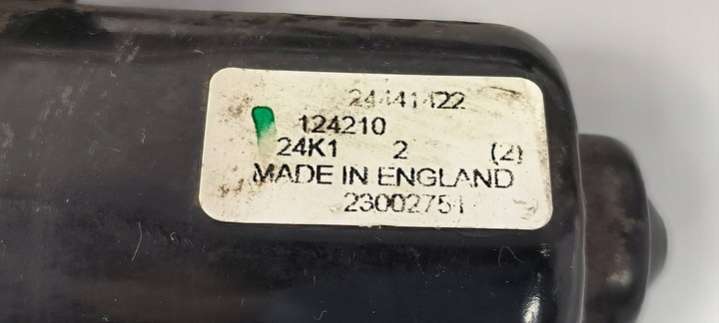 24441422
124210
24K1 2 (2)
MADE IN ENGLAND
23002751